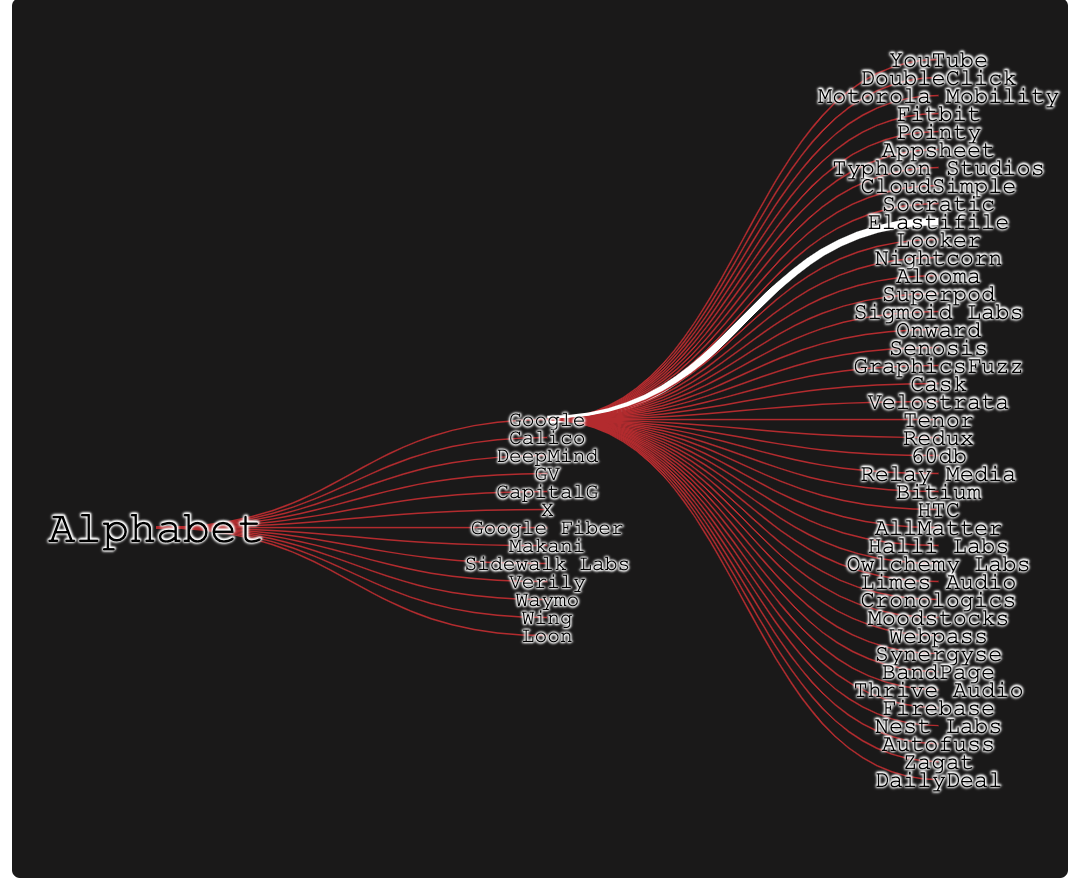 Alphabet
Google
Calico
DeepMind
GV
CapitalG
X
Google Fiber
Makani
Sidewalk Labs
Verily
Waymo
Wing
Loon
YouTube
DoubleClick
Motorola Mobility
Fitbit
Pointy
Appsheet
Typhoon Studios
CloudSimple
Socratic
Elastifile
Looker
Nightcorn
Alooma
Superpod
Sigmoid Labs
Onward
Senosis
GraphicsFuzz
Cask
Velostrata
Tenor
Redux
60db
Relay Media
Bitium
HTC
AllMatter
Halli Labs
Owlchemy Labs
Limes Audio
Cronologics
Moodstocks
Webpass
Synergyse
BandPage
Thrive Audio
Firebase
Nest Labs
Autofuss
Zagat
DailyDeal